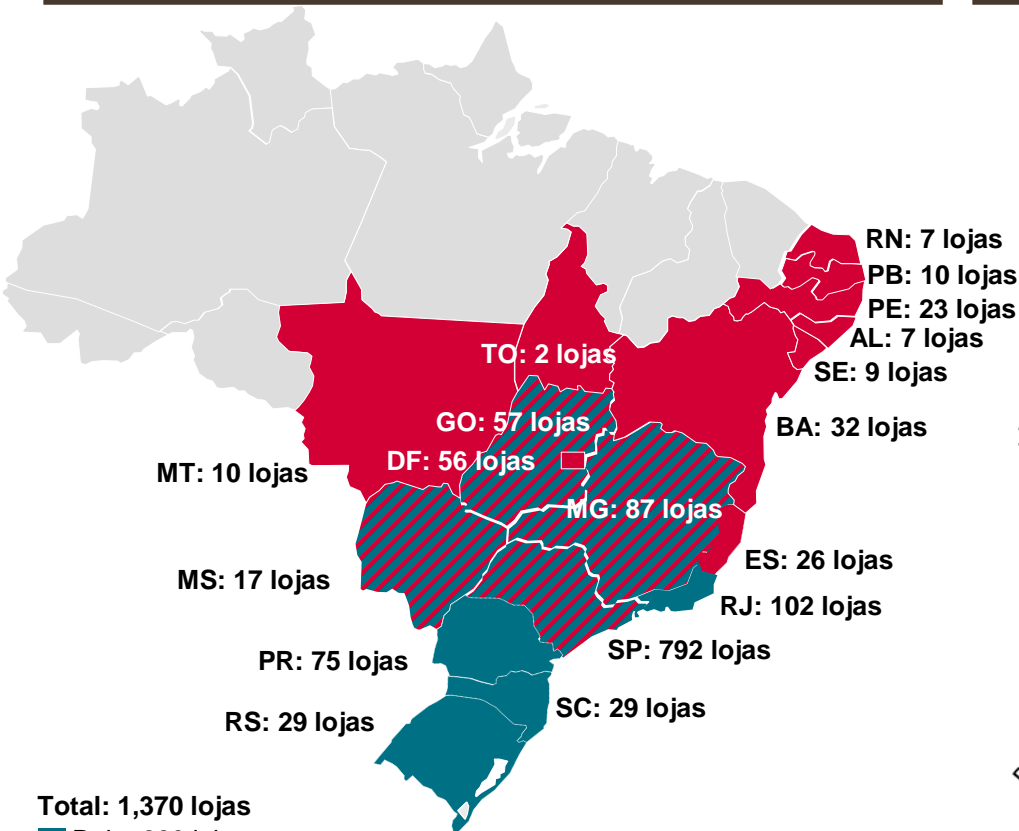 RN: 7 lojas
PB: 10 lojas
PE: 23 lojas
AL: 7 lojas
TO: 2 lojas
SE: 9 lojas
GO: 57 lojas
BA: 32 lojas
DF: 56 lojas
MT: 10 lojas
MG: 87 lojas
ES: 26 lojas
MS: 17 lojas
RJ: 102 lojas
SP: 792 lojas
PR: 75 lojas
SC: 29 lojas
RS: 29 lojas
Total: 1,370 lojas